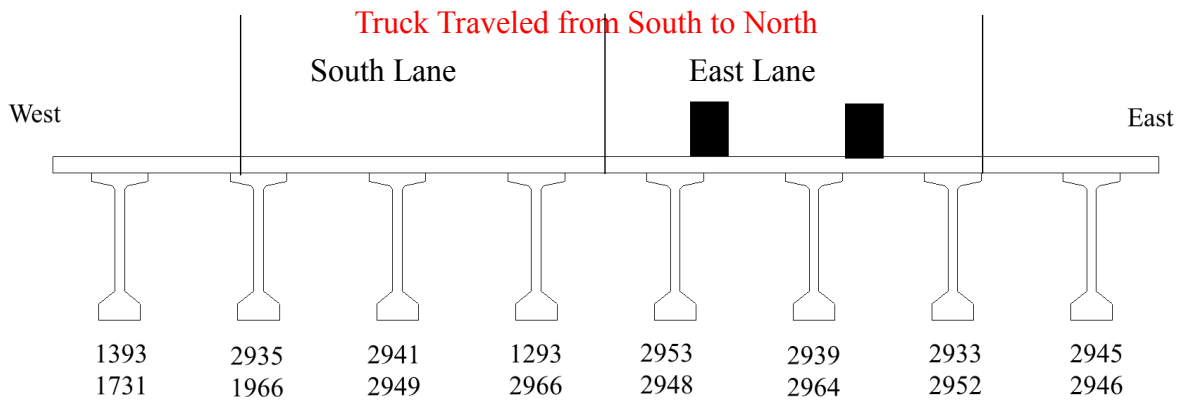 Truck Traveled from South to North
South Lane East Lane
West East
1393 2935 2941 1293 2953 2939 2933 2945
1731 1966 2949 2966 2948 2964 2952 2946